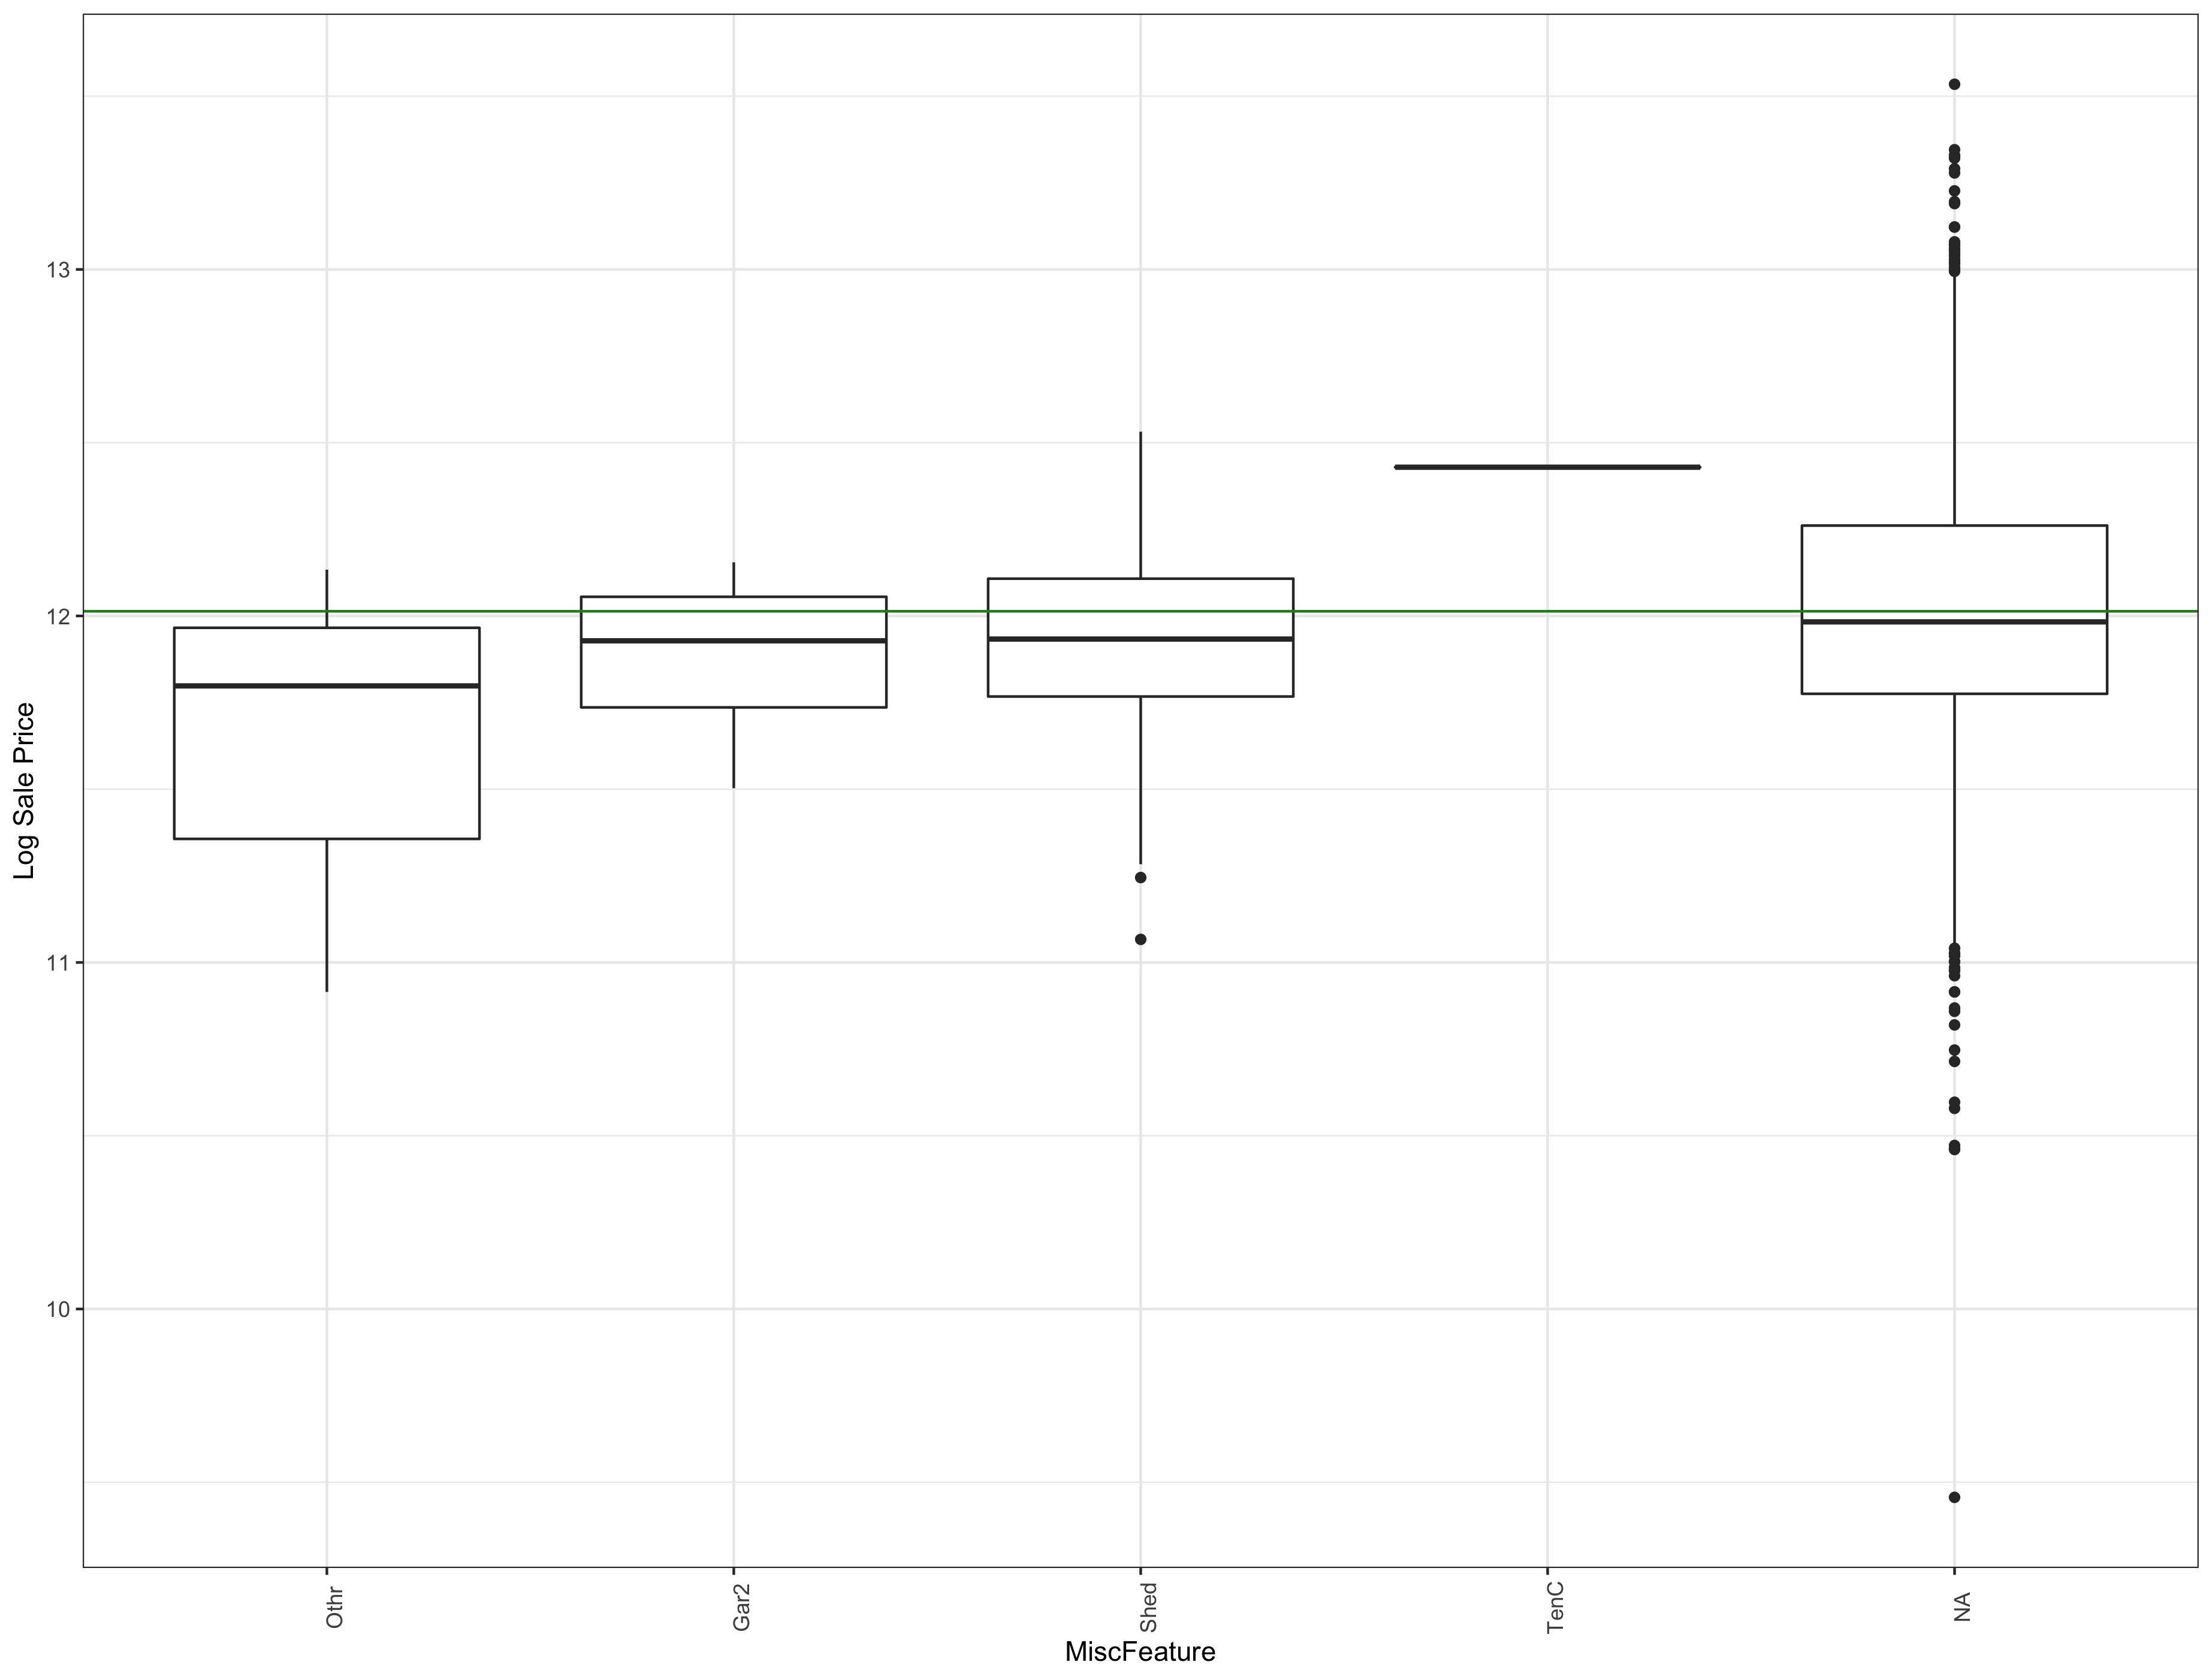 Log Sale Price
13
12
11
10
Othr
Gar2
Shed
TenC
NA
MiscFeature